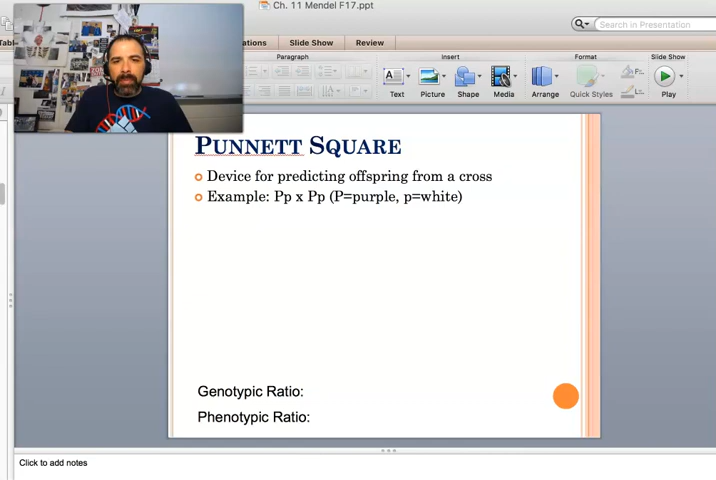 Ch. 11 Mendel F17.ppt
Search in Presentation
Slide Show
Review
Paragraph
Insert
Format
Slide Show
Text
Picture
Shape
Media
Arrange
Quick Styles
Play
PUNNETT SQUARE
Device for predicting offspring from a cross
Example: Pp x Pp (P=purple, p=white)
Genotypic Ratio:
Phenotypic Ratio:
Click to add notes